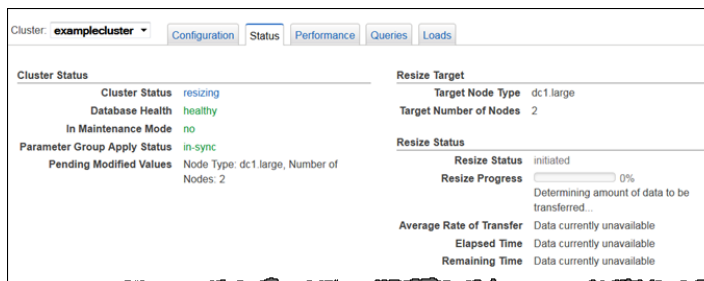 Cluster: examplecluster
Configuration Status Performance Queries Loads
Cluster Status
Cluster Status resizing
Database Health healthy
In Maintenance Mode no
Parameter Group Apply Status in-sync
Pending Modified Values Node Type: dc1.large, Number of
Nodes: 2
Resize Target
Target Node Type dc1.large
Target Number of Nodes 2
Resize Status
Resize Status initiated
Resize Progress 0%
Determining amount of data to be
transferred...
Average Rate of Transfer Data currently unavailable
Elapsed Time Data currently unavailable
Remaining Time Data currently unavailable